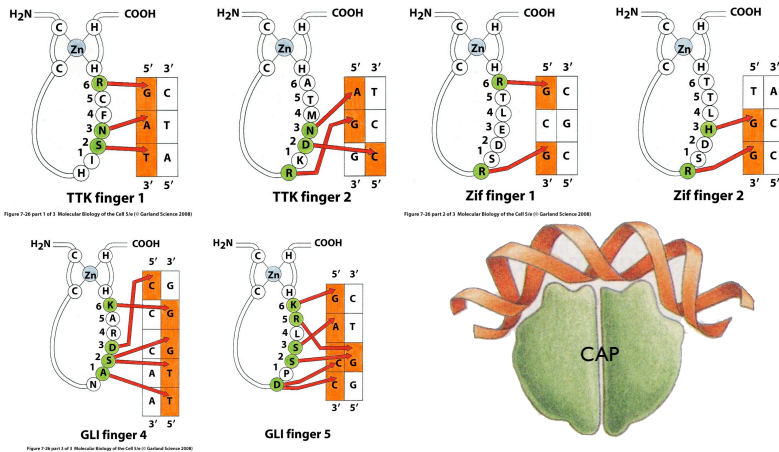 H₂N COOH
C H
Zn
C H
5' 3'
6 R G C
5 C
4 F
3 N A T
2 S
1 I T A
H
3' 5'
TTK finger 1
H₂N COOH
C H
Zn
C H
5' 3'
6 A A T
5 T
4 M
3 N G C
2 D
1 K G C
R
3' 5'
TTK finger 2
Figure 7-26 part 1 of 3 Molecular Biology of the Cell 5/e (© Garland Science 2008)
H₂N COOH
C H
Zn
C H
5' 3'
6 R G C
5 T
4 L
3 E C G
2 D
1 S G C
R
3' 5'
Zif finger 1
H₂N COOH
C H
Zn
C H
5' 3'
6 T T A
5 T
4 L
3 H G C
2 D
1 S G C
R
3' 5'
Zif finger 2
Figure 7-26 part 2 of 3 Molecular Biology of the Cell 5/e (© Garland Science 2008)
H₂N COOH
C H
Zn
C H
5' 3'
C G
6 K C G
5 A
4 R
3 D C G
2 S
1 A A T
N A T
3' 5'
GLI finger 4
H₂N COOH
C H
Zn
C H
5' 3'
6 K G C
5 R
4 L A T
3 S
2 S C G
1 P
D C G
3' 5'
GLI finger 5
Figure 7-26 part 3 of 3 Molecular Biology of the Cell 5/e (© Garland Science 2008)
CAP